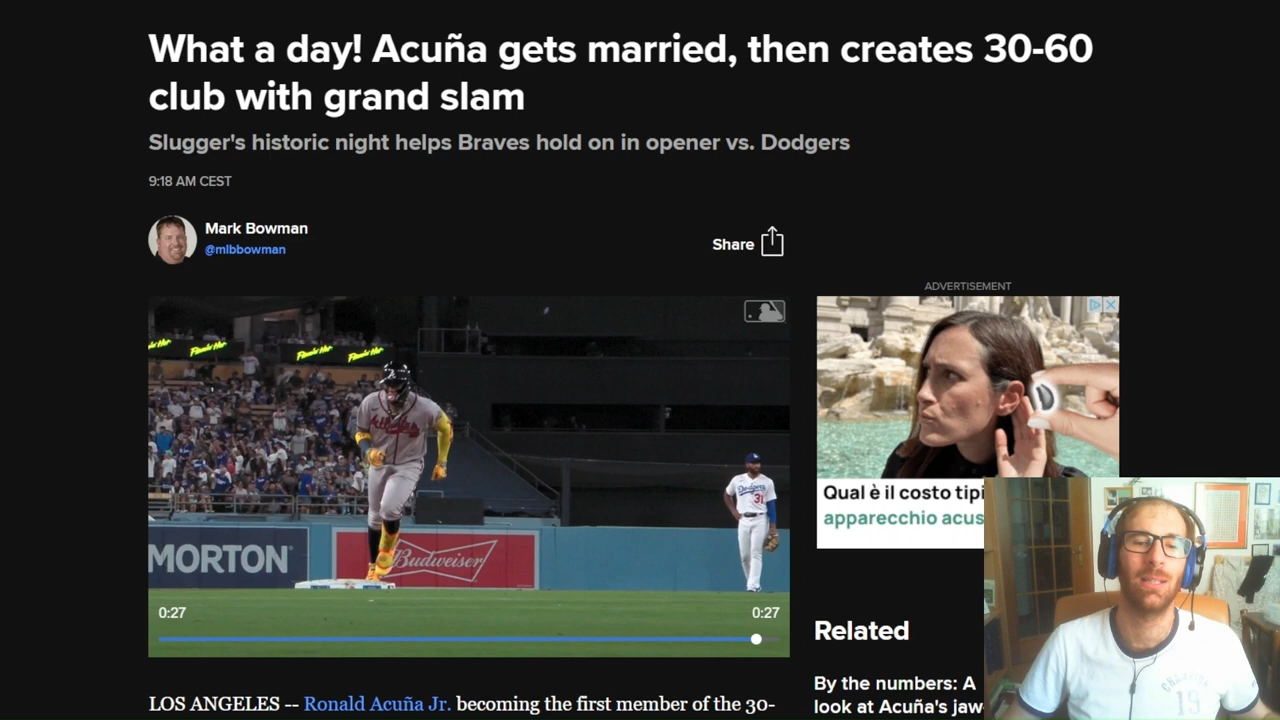 What a day! Acuña gets married, then creates 30-60
club with grand slam
Slugger's historic night helps Braves hold on in opener vs. Dodgers
9:18 AM CEST
Mark Bowman
@mlbbowman
Share
ADVERTISEMENT
MORTON
Budweiser
Dodgers
31
0:27
0:27
Qual è il costo tipi
apparecchio acus
Related
By the numbers: A
look at Acuña's jaw
19
LOS ANGELES -- Ronald Acuña Jr. becoming the first member of the 30-